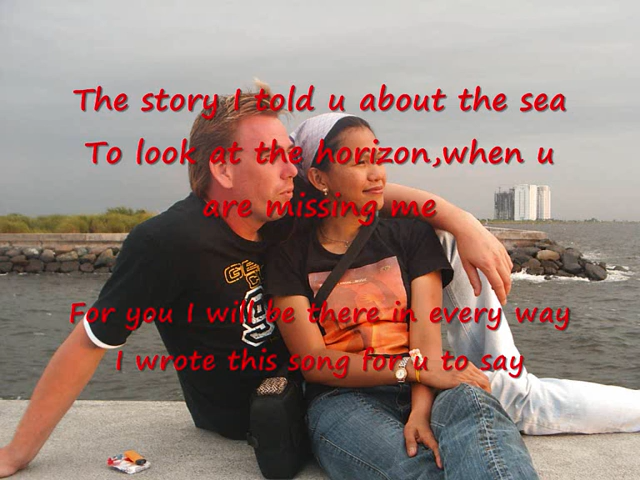 The story I told u about the sea
To look at the horizon,when u
are missing me
For you I will be there in every way
I wrote this song for u to say